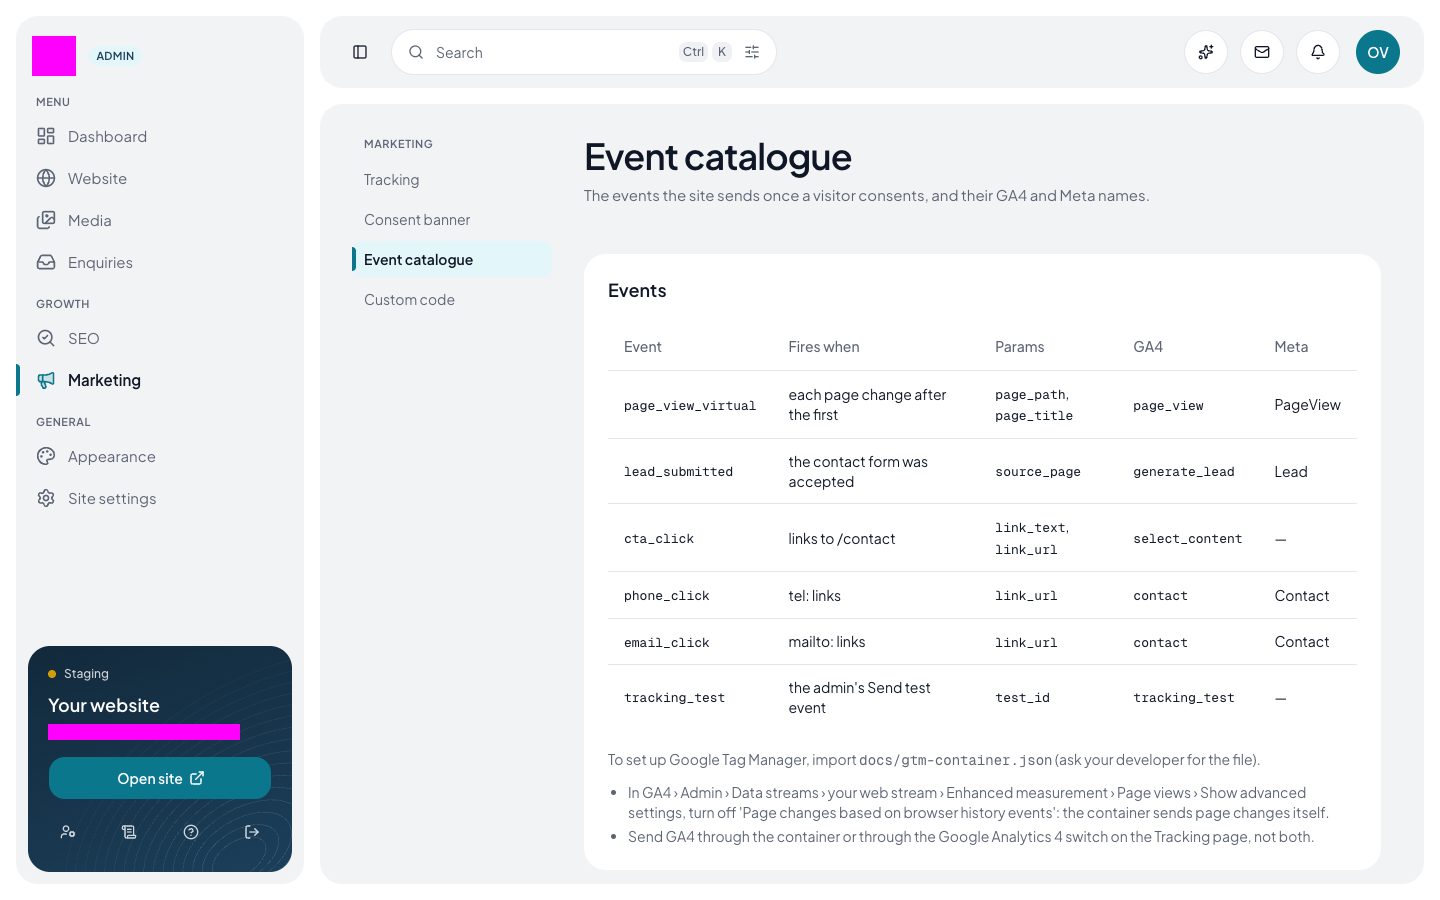 ADMIN
MENU
Dashboard
Website
Media
Enquiries
GROWTH
SEO
Marketing
GENERAL
Appearance
Site settings
Staging
Your website
Open site
Search
Ctrl K
OV
MARKETING
Tracking
Consent banner
Event catalogue
Custom code
Event catalogue
The events the site sends once a visitor consents, and their GA4 and Meta names.
Events
Event Fires when Params GA4 Meta
page_view_virtual each page change after the first page_path, page_title page_view PageView
lead_submitted the contact form was accepted source_page generate_lead Lead
cta_click links to /contact link_text, link_url select_content —
phone_click tel: links link_url contact Contact
email_click mailto: links link_url contact Contact
tracking_test the admin's Send test event test_id tracking_test —
To set up Google Tag Manager, import docs/gtm-container.json (ask your developer for the file).
• In GA4 › Admin › Data streams › your web stream › Enhanced measurement › Page views › Show advanced
settings, turn off 'Page changes based on browser history events': the container sends page changes itself.
• Send GA4 through the container or through the Google Analytics 4 switch on the Tracking page, not both.